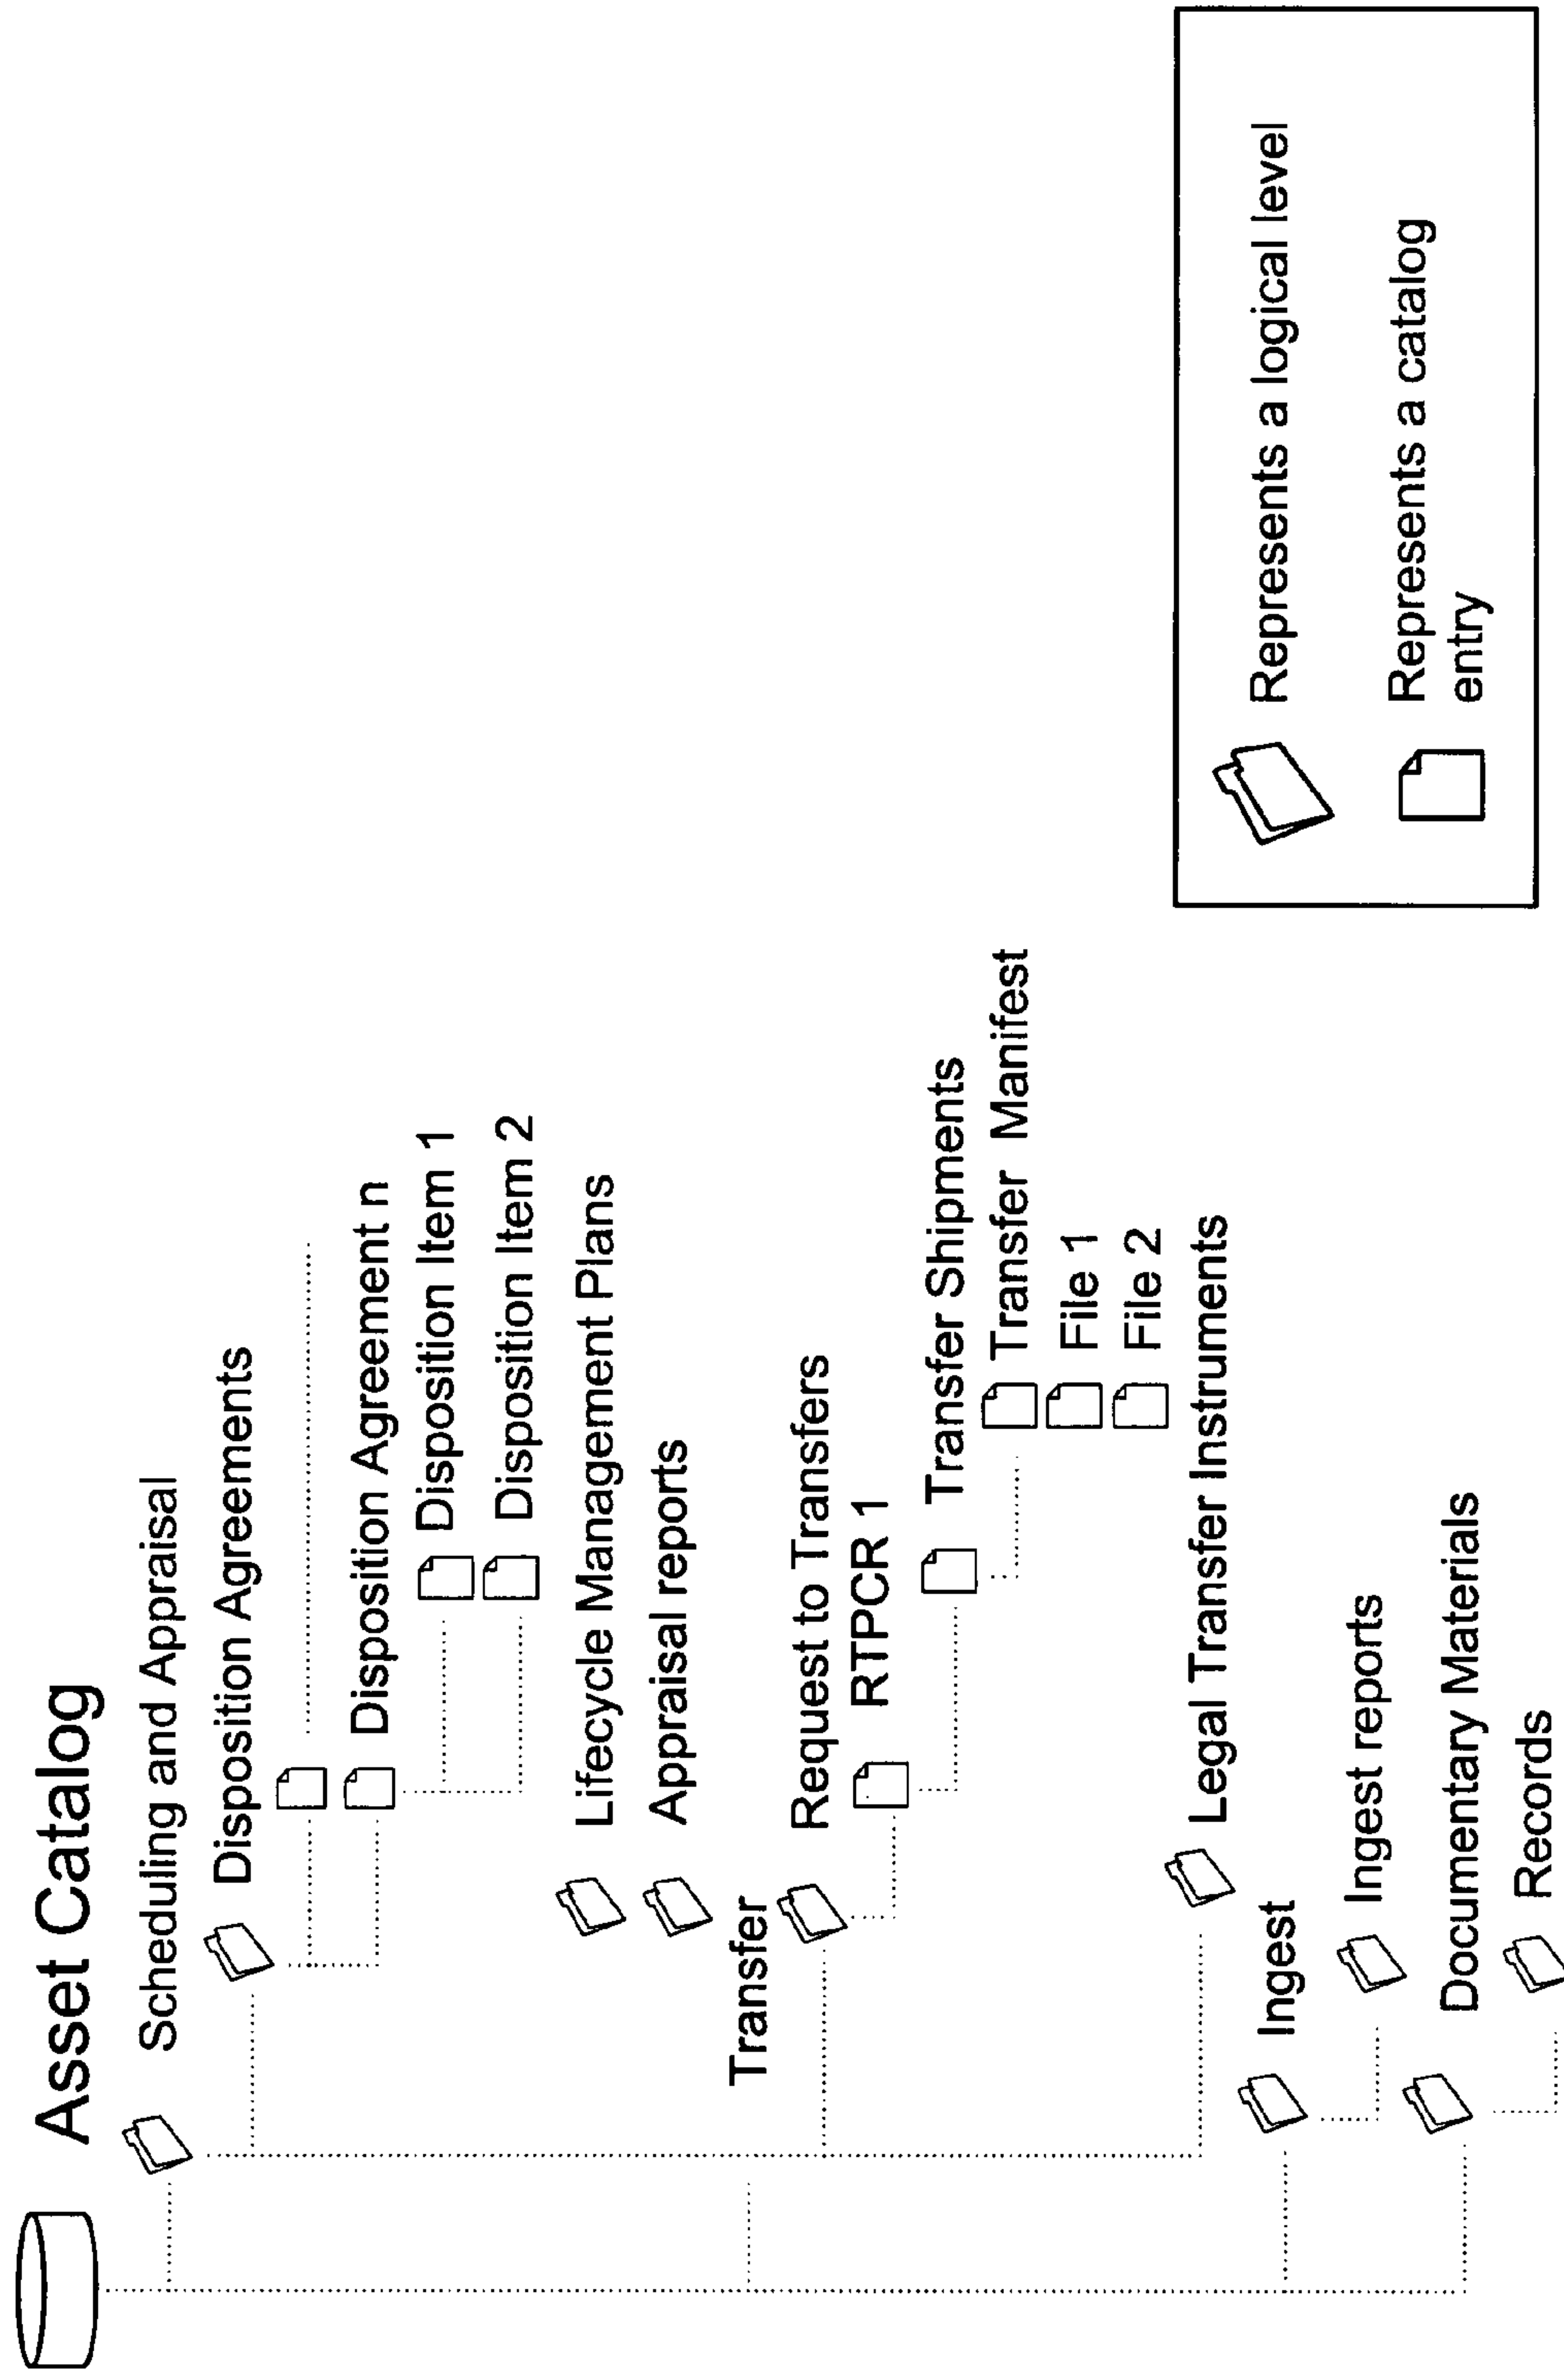 Asset Catalog
Scheduling and Appraisal
Disposition Agreements
Disposition Agreement n
Disposition Item 1
Disposition Item 2
Lifecycle Management Plans
Appraisal reports
Transfer
Request to Transfers
RTPCR 1
Transfer Shipments
Transfer Manifest
File 1
File 2
Legal Transfer Instruments
Ingest
Ingest reports
Documentary Materials
Records
Represents a logical level
Represents a catalog
entry